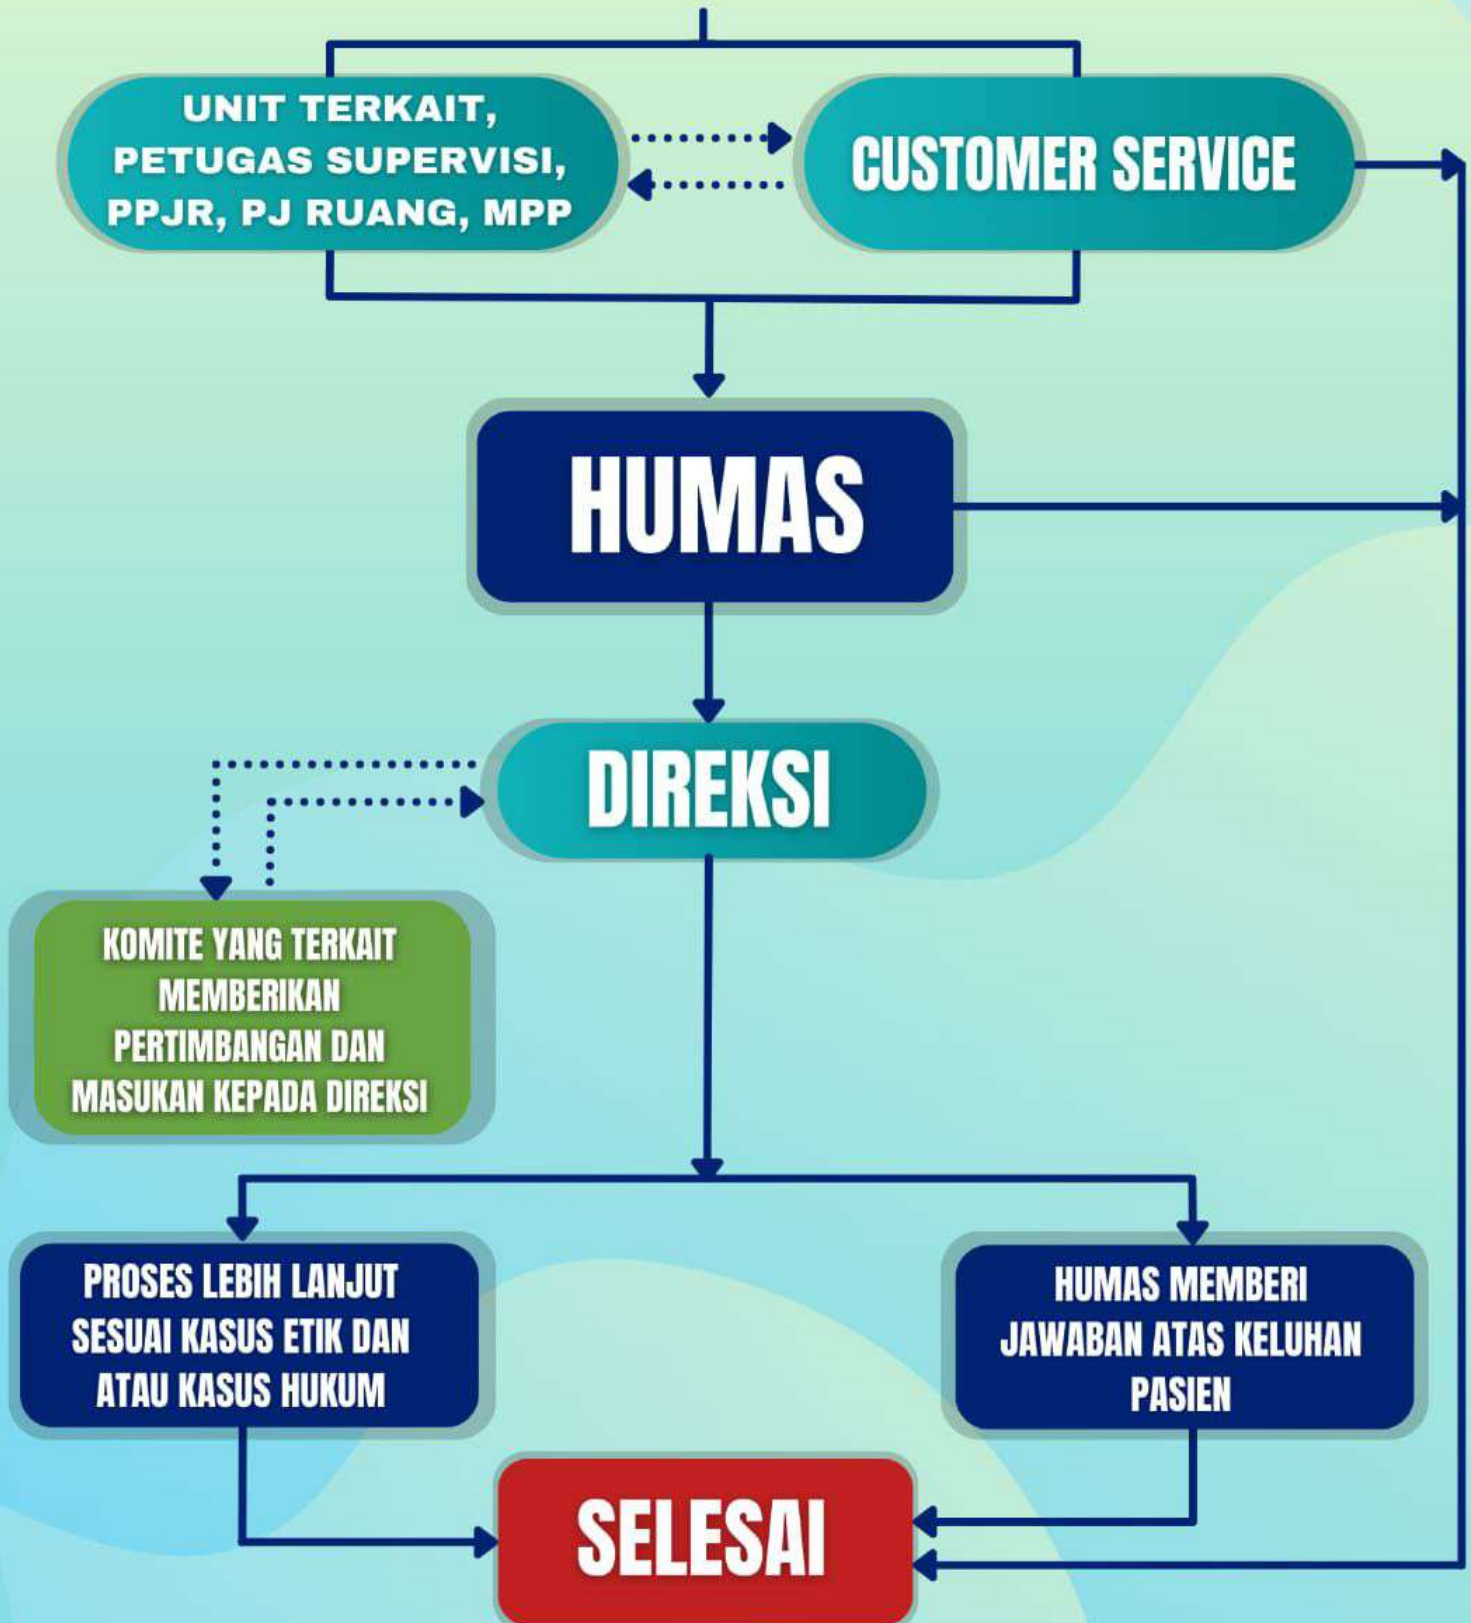 UNIT TERKAIT,
PETUGAS SUPERVISI,
PPJR, PJ RUANG, MPP
CUSTOMER SERVICE
HUMAS
DIREKSI
KOMITE YANG TERKAIT
MEMBERIKAN
PERTIMBANGAN DAN
MASUKAN KEPADA DIREKSI
PROSES LEBIH LANJUT
SESUAI KASUS ETIK DAN
ATAU KASUS HUKUM
HUMAS MEMBERI
JAWABAN ATAS KELUHAN
PASIEN
SELESAI